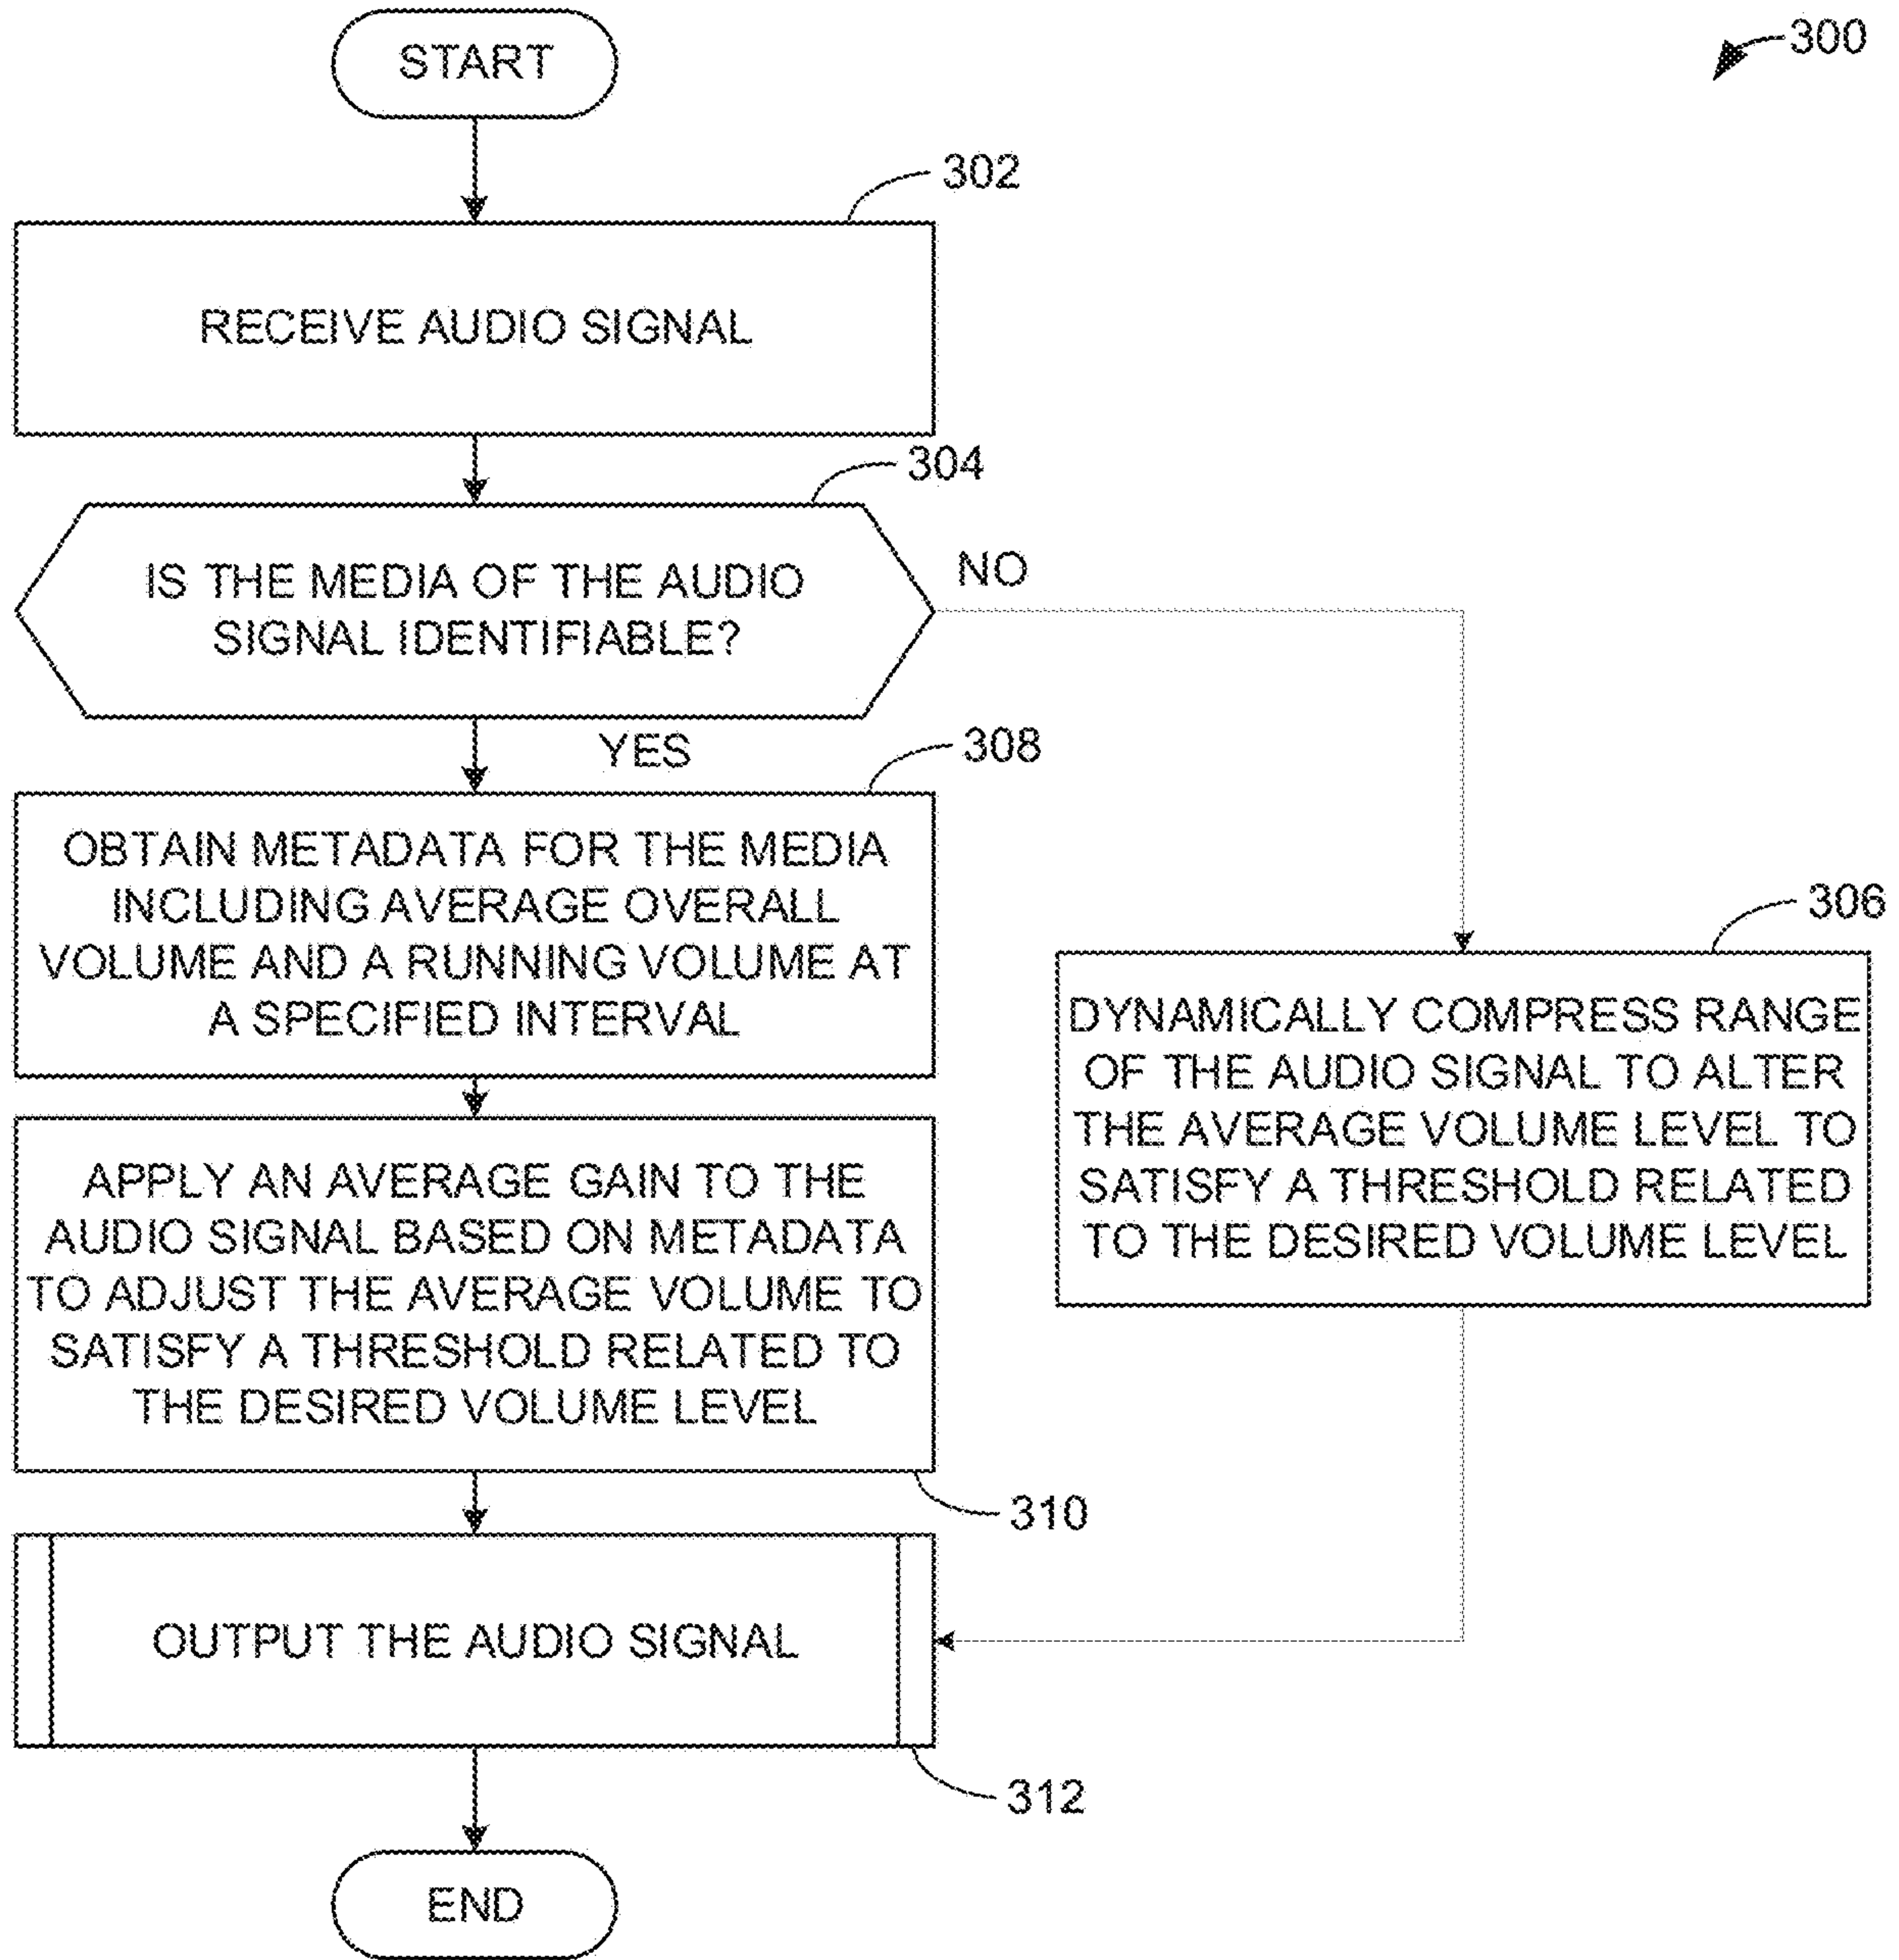 START
300
302
RECEIVE AUDIO SIGNAL
304
IS THE MEDIA OF THE AUDIO
SIGNAL IDENTIFIABLE?
NO
YES
308
OBTAIN METADATA FOR THE MEDIA
INCLUDING AVERAGE OVERALL
VOLUME AND A RUNNING VOLUME AT
A SPECIFIED INTERVAL
306
DYNAMICALLY COMPRESS RANGE
OF THE AUDIO SIGNAL TO ALTER
THE AVERAGE VOLUME LEVEL TO
SATISFY A THRESHOLD RELATED
TO THE DESIRED VOLUME LEVEL
APPLY AN AVERAGE GAIN TO THE
AUDIO SIGNAL BASED ON METADATA
TO ADJUST THE AVERAGE VOLUME TO
SATISFY A THRESHOLD RELATED TO
THE DESIRED VOLUME LEVEL
310
OUTPUT THE AUDIO SIGNAL
312
END